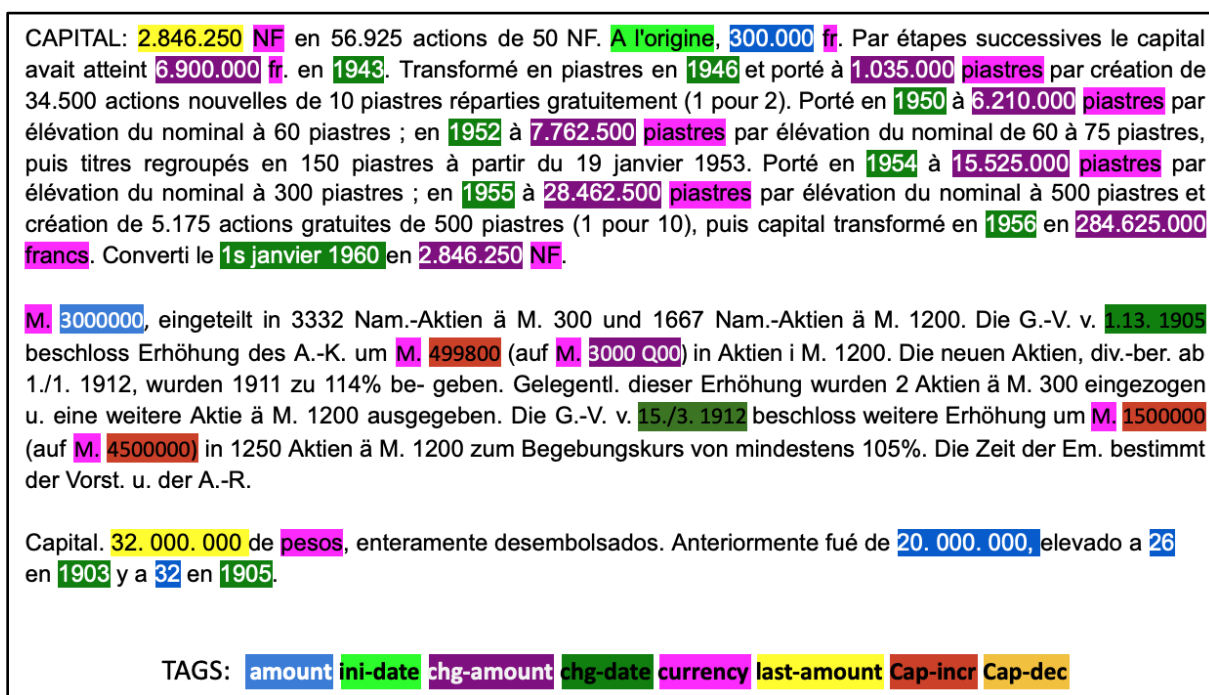 CAPITAL: 2.846.250 NF en 56.925 actions de 50 NF. A l'origine, 300.000 fr. Par étapes successives le capital
avait atteint 6.900.000 fr. en 1943. Transformé en piastres en 1946 et porté à 1.035.000 piastres par création de
34.500 actions nouvelles de 10 piastres réparties gratuitement (1 pour 2). Porté en 1950 à 6.210.000 piastres par
élévation du nominal à 60 piastres ; en 1952 à 7.762.500 piastres par élévation du nominal de 60 à 75 piastres,
puis titres regroupés en 150 piastres à partir du 19 janvier 1953. Porté en 1954 à 15.525.000 piastres par
élévation du nominal à 300 piastres ; en 1955 à 28.462.500 piastres par élévation du nominal à 500 piastres et
création de 5.175 actions gratuites de 500 piastres (1 pour 10), puis capital transformé en 1956 en 284.625.000
francs. Converti le 1s janvier 1960 en 2.846.250 NF.
M. 3000000, eingeteilt in 3332 Nam.-Aktien ä M. 300 und 1667 Nam.-Aktien ä M. 1200. Die G.-V. v. 1.13. 1905
beschloss Erhöhung des A.-K. um M. 499800 (auf M. 3000 Q00) in Aktien i M. 1200. Die neuen Aktien, div.-ber. ab
1./1. 1912, wurden 1911 zu 114% be- geben. Gelegentl. dieser Erhöhung wurden 2 Aktien ä M. 300 eingezogen
u. eine weitere Aktie ä M. 1200 ausgegeben. Die G.-V. v. 15./3. 1912 beschloss weitere Erhöhung um M. 1500000
(auf M. 4500000) in 1250 Aktien ä M. 1200 zum Begebungskurs von mindestens 105%. Die Zeit der Em. bestimmt
der Vorst. u. der A.-R.
Capital. 32. 000. 000 de pesos, enteramente desembolsados. Anteriormente fué de 20. 000. 000, elevado a 26
en 1903 y a 32 en 1905.
TAGS: amount ini-date chg-amount chg-date currency last-amount Cap-incr Cap-dec